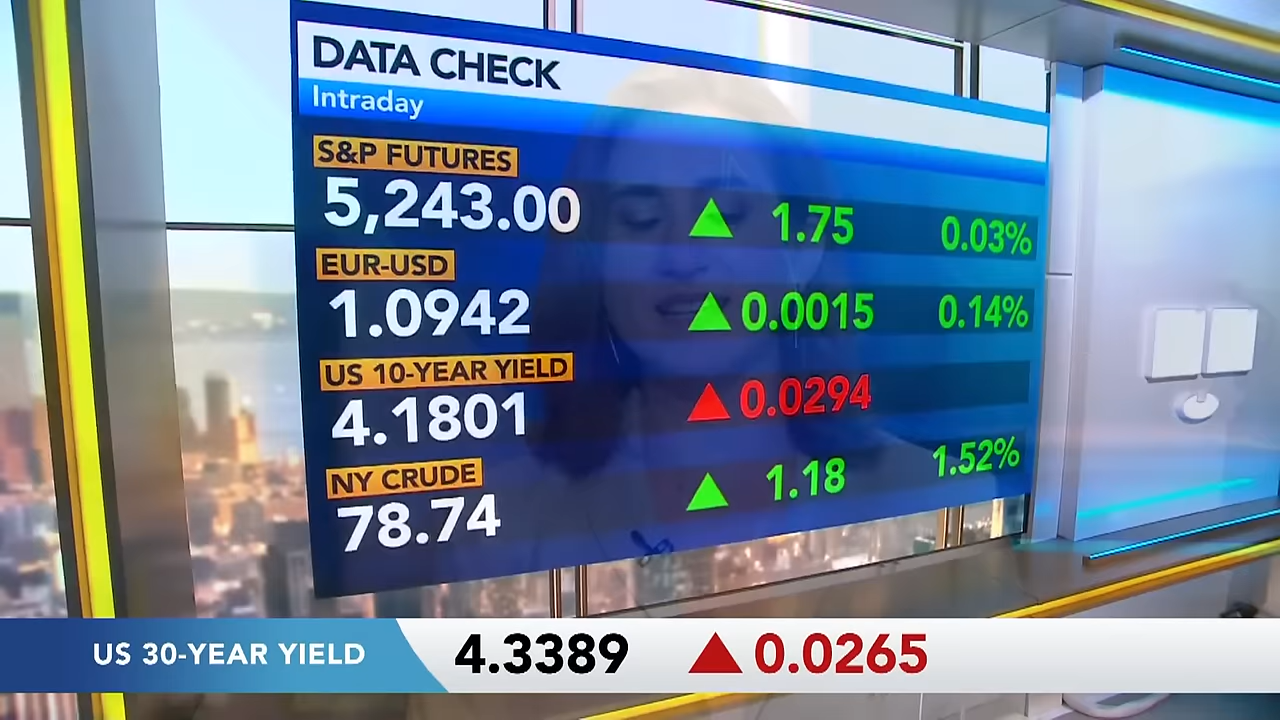 DATA CHECK
Intraday
S&P FUTURES
5,243.00 ▲ 1.75 0.03%
EUR-USD
1.0942 ▲ 0.0015 0.14%
US 10-YEAR YIELD
4.1801 ▲ 0.0294
NY CRUDE
78.74 ▲ 1.18 1.52%
US 30-YEAR YIELD 4.3389 ▲ 0.0265